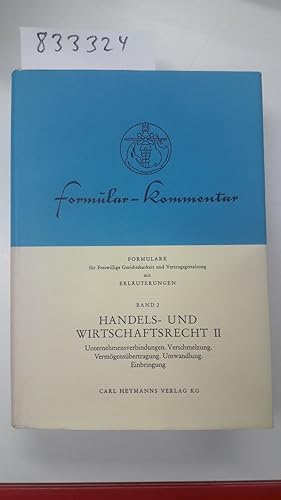 833324
Formular-Kommentar
FORMULARE
für Freiwillige Gerichtsbarkeit und Vertragsgestaltung
mit
ERLÄUTERUNGEN
BAND 2
HANDELS- UND
WIRTSCHAFTSRECHT II
Unternehmensverbindungen. Verschmelzung.
Vermögensübertragung. Umwandlung.
Einbringung
CARL HEYMANNS VERLAG KG